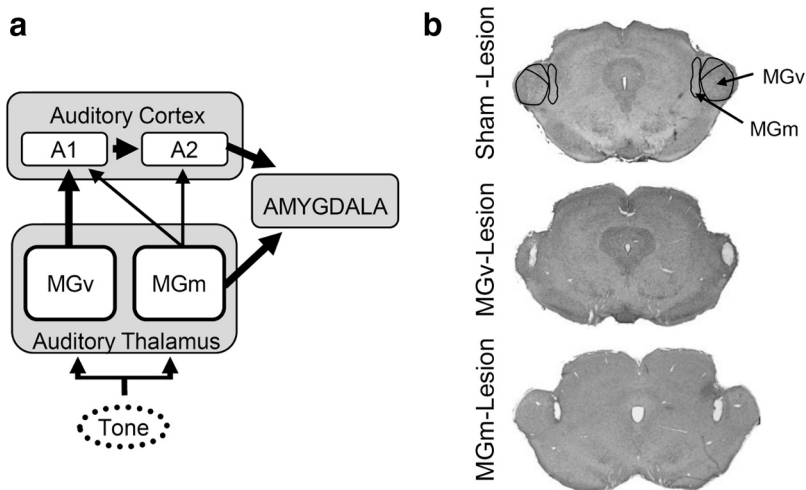 a
Auditory Cortex
A1
A2
AMYGDALA
MGv
MGm
Auditory Thalamus
Tone
b
Sham -Lesion
MGv
MGm
MGv-Lesion
MGm-Lesion